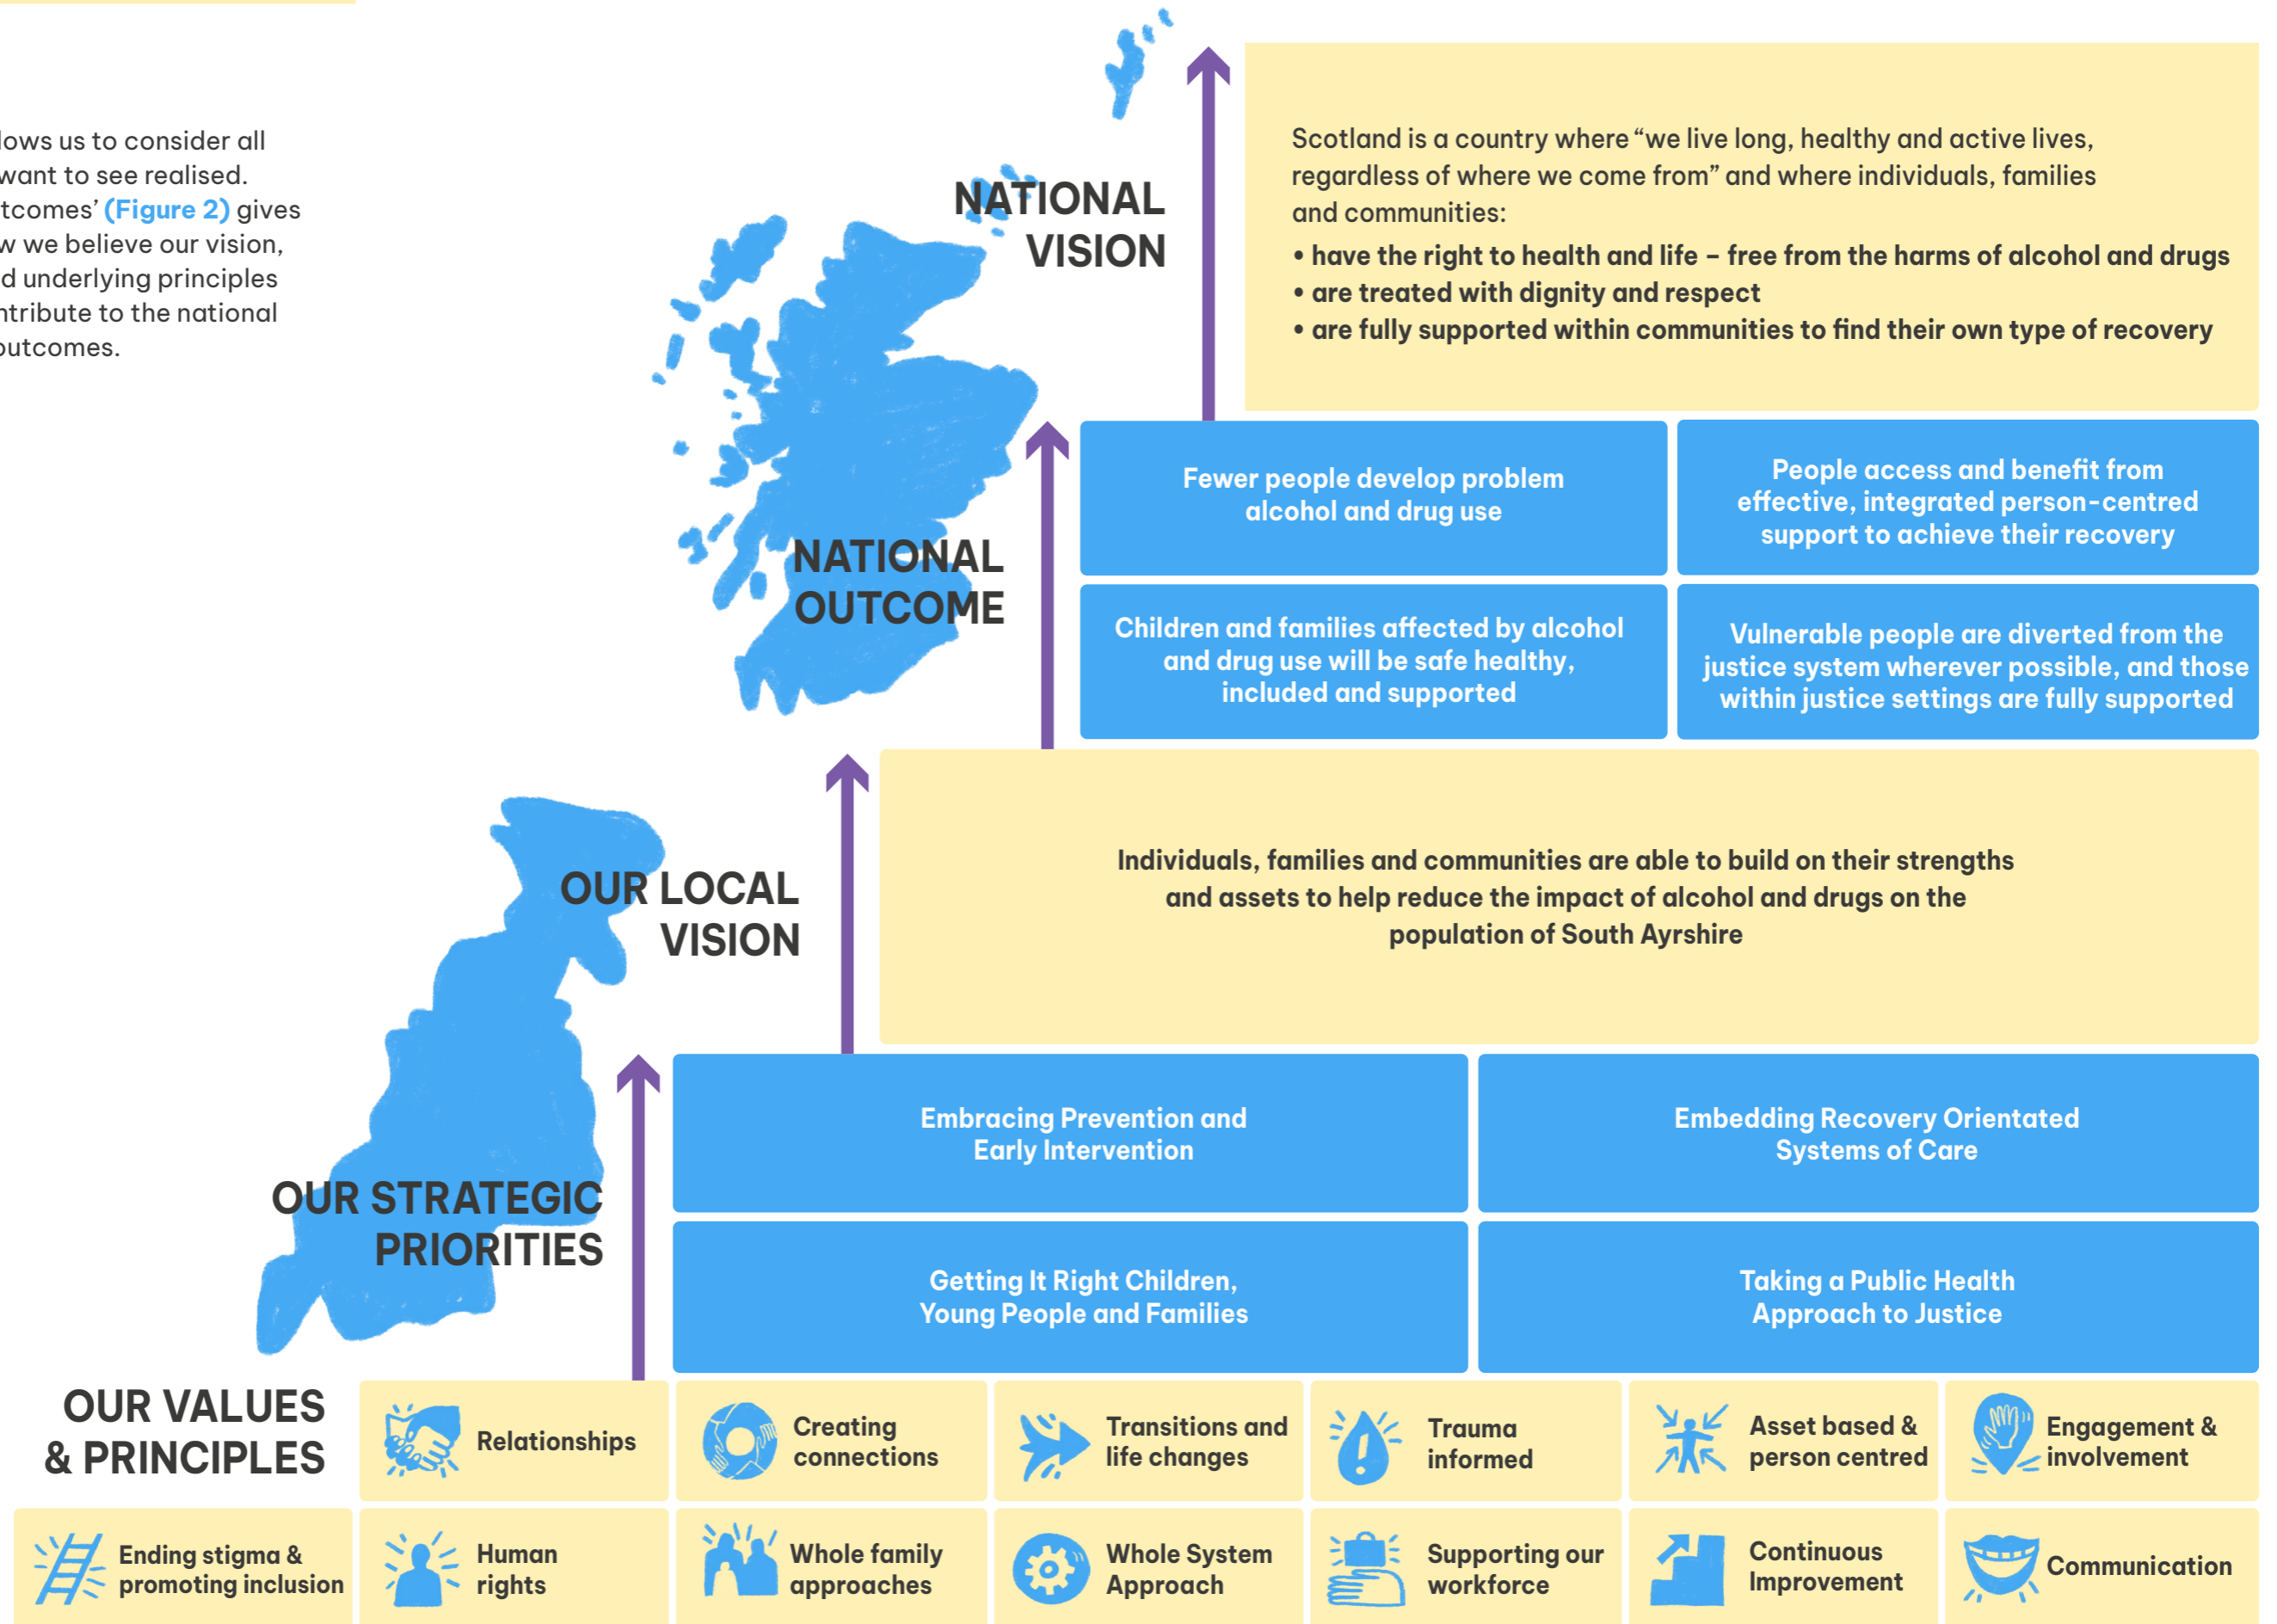 lows us to consider all
want to see realised.
tcomes’ (Figure 2) gives
w we believe our vision,
d underlying principles
ntribute to the national
outcomes.
NATIONAL
VISION
Scotland is a country where “we live long, healthy and active lives,
regardless of where we come from” and where individuals, families
and communities:
• have the right to health and life – free from the harms of alcohol and drugs
• are treated with dignity and respect
• are fully supported within communities to find their own type of recovery
NATIONAL
OUTCOME
Fewer people develop problem
alcohol and drug use
People access and benefit from
effective, integrated person-centred
support to achieve their recovery
Children and families affected by alcohol
and drug use will be safe healthy,
included and supported
Vulnerable people are diverted from the
justice system wherever possible, and those
within justice settings are fully supported
OUR LOCAL
VISION
Individuals, families and communities are able to build on their strengths
and assets to help reduce the impact of alcohol and drugs on the
population of South Ayrshire
OUR STRATEGIC
PRIORITIES
Embracing Prevention and
Early Intervention
Embedding Recovery Orientated
Systems of Care
Getting It Right Children,
Young People and Families
Taking a Public Health
Approach to Justice
OUR VALUES
& PRINCIPLES
Relationships
Creating
connections
Transitions and
life changes
Trauma
informed
Asset based &
person centred
Engagement &
involvement
Ending stigma &
promoting inclusion
Human
rights
Whole family
approaches
Whole System
Approach
Supporting our
workforce
Continuous
Improvement
Communication